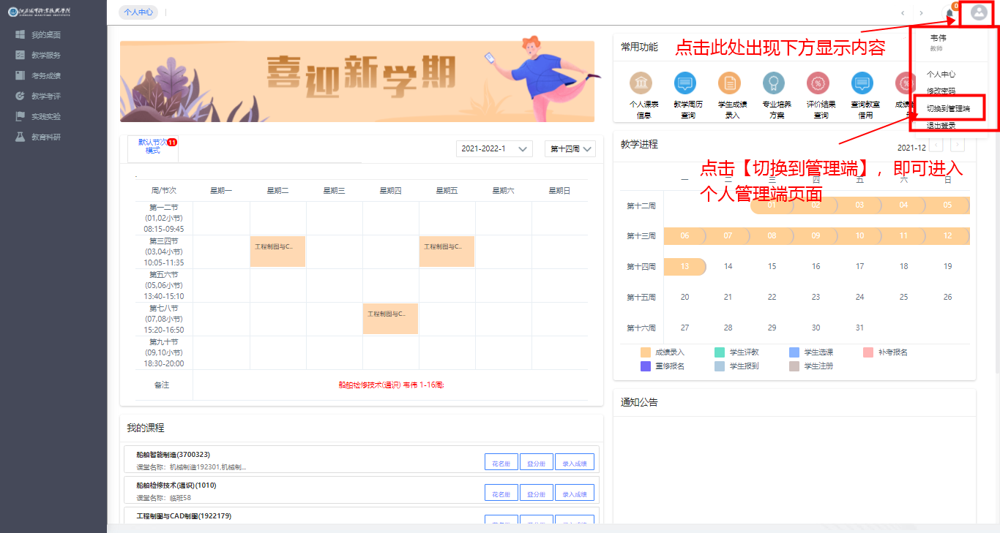 江西城市职业技术学院
个人中心
0
我的桌面
教学服务
考务成绩
教学考评
实践实验
教育科研
喜迎新学期
常用功能
点击此处出现下方显示内容
韦伟
教师
个人中心
修改密码
切换到管理端
退出登录
个人课表
信息
教学周历
查询
学生成绩
录入
专业培养
方案
评价结果
查询
查询教室
借用
默认节次
模式
11
2021-2022-1
第十四周
周/节次 星期一 星期二 星期三 星期四 星期五 星期六 星期日
第一二节
(01,02小节)
08:15-09:45
第三四节
(03,04小节)
10:05-11:35
工程制图与C..
工程制图与C..
第五六节
(05,06小节)
13:40-15:10
第七八节
(07,08小节)
15:20-16:50
工程制图与C..
第九十节
(09,10小节)
18:30-20:00
备注
船舶检修技术(通识) 韦伟 1-16周;
教学进程
2021-12
点击【切换到管理端】，即可进入
个人管理端页面
一 二 三 四 五 六 日
第十二周 01 02 03 04 05
第十三周 06 07 08 09 10 11 12
第十四周 13 14 15 16 17 18 19
第十五周 20 21 22 23 24 25 26
第十六周 27 28 29 30 31
成绩录入 学生评教 学生选课 补考报名
重修报名 学生报到 学生注册
我的课程
船舶智能制造(3700323)
课堂名称：机械制造192301,机械制...
花名册 登分册 录入成绩
船舶检修技术(通识)(1010)
课堂名称：临班58
花名册 登分册 录入成绩
工程制图与CAD制图(1922179)
通知公告